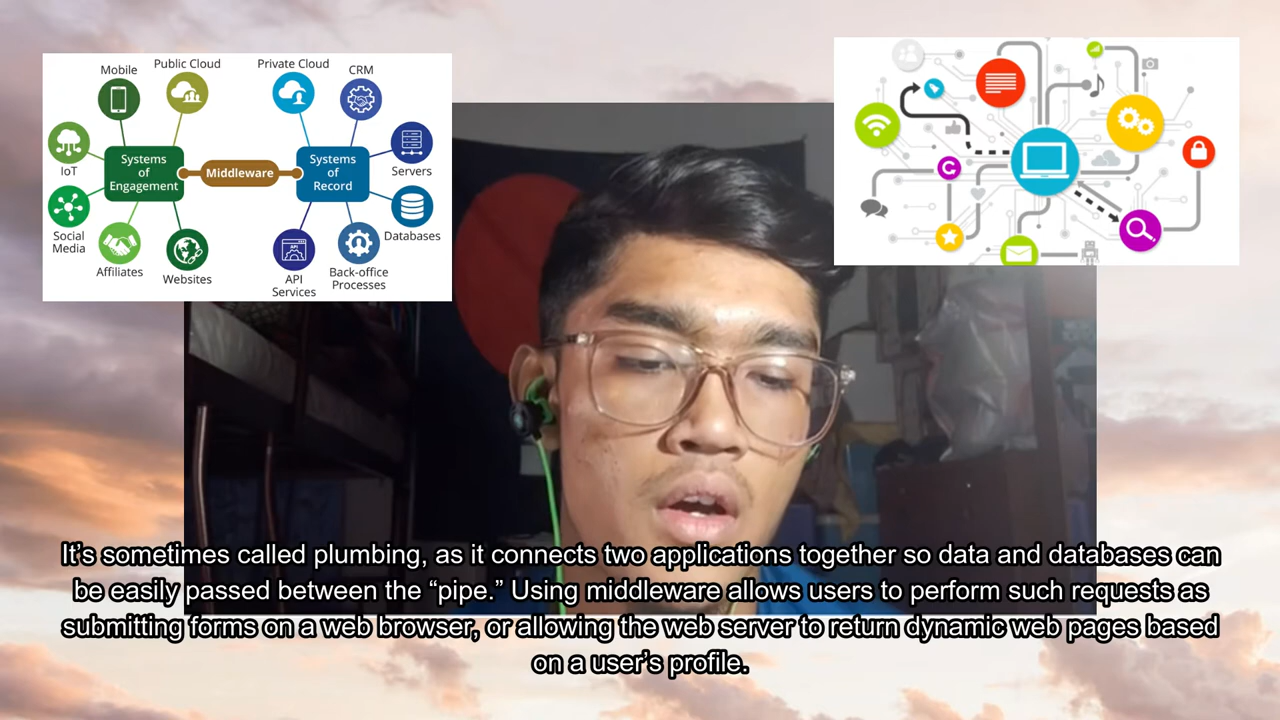 Mobile
Public Cloud
Private Cloud
CRM
Systems
of
Engagement
Middleware
Systems
of
Record
IoT
Servers
Social
Media
Databases
Affiliates
Websites
API
API
Services
Back-office
Processes
It's sometimes called plumbing, as it connects two applications together so data and databases can
be easily passed between the “pipe.” Using middleware allows users to perform such requests as
submitting forms on a web browser, or allowing the web server to return dynamic web pages based
on a user's profile.